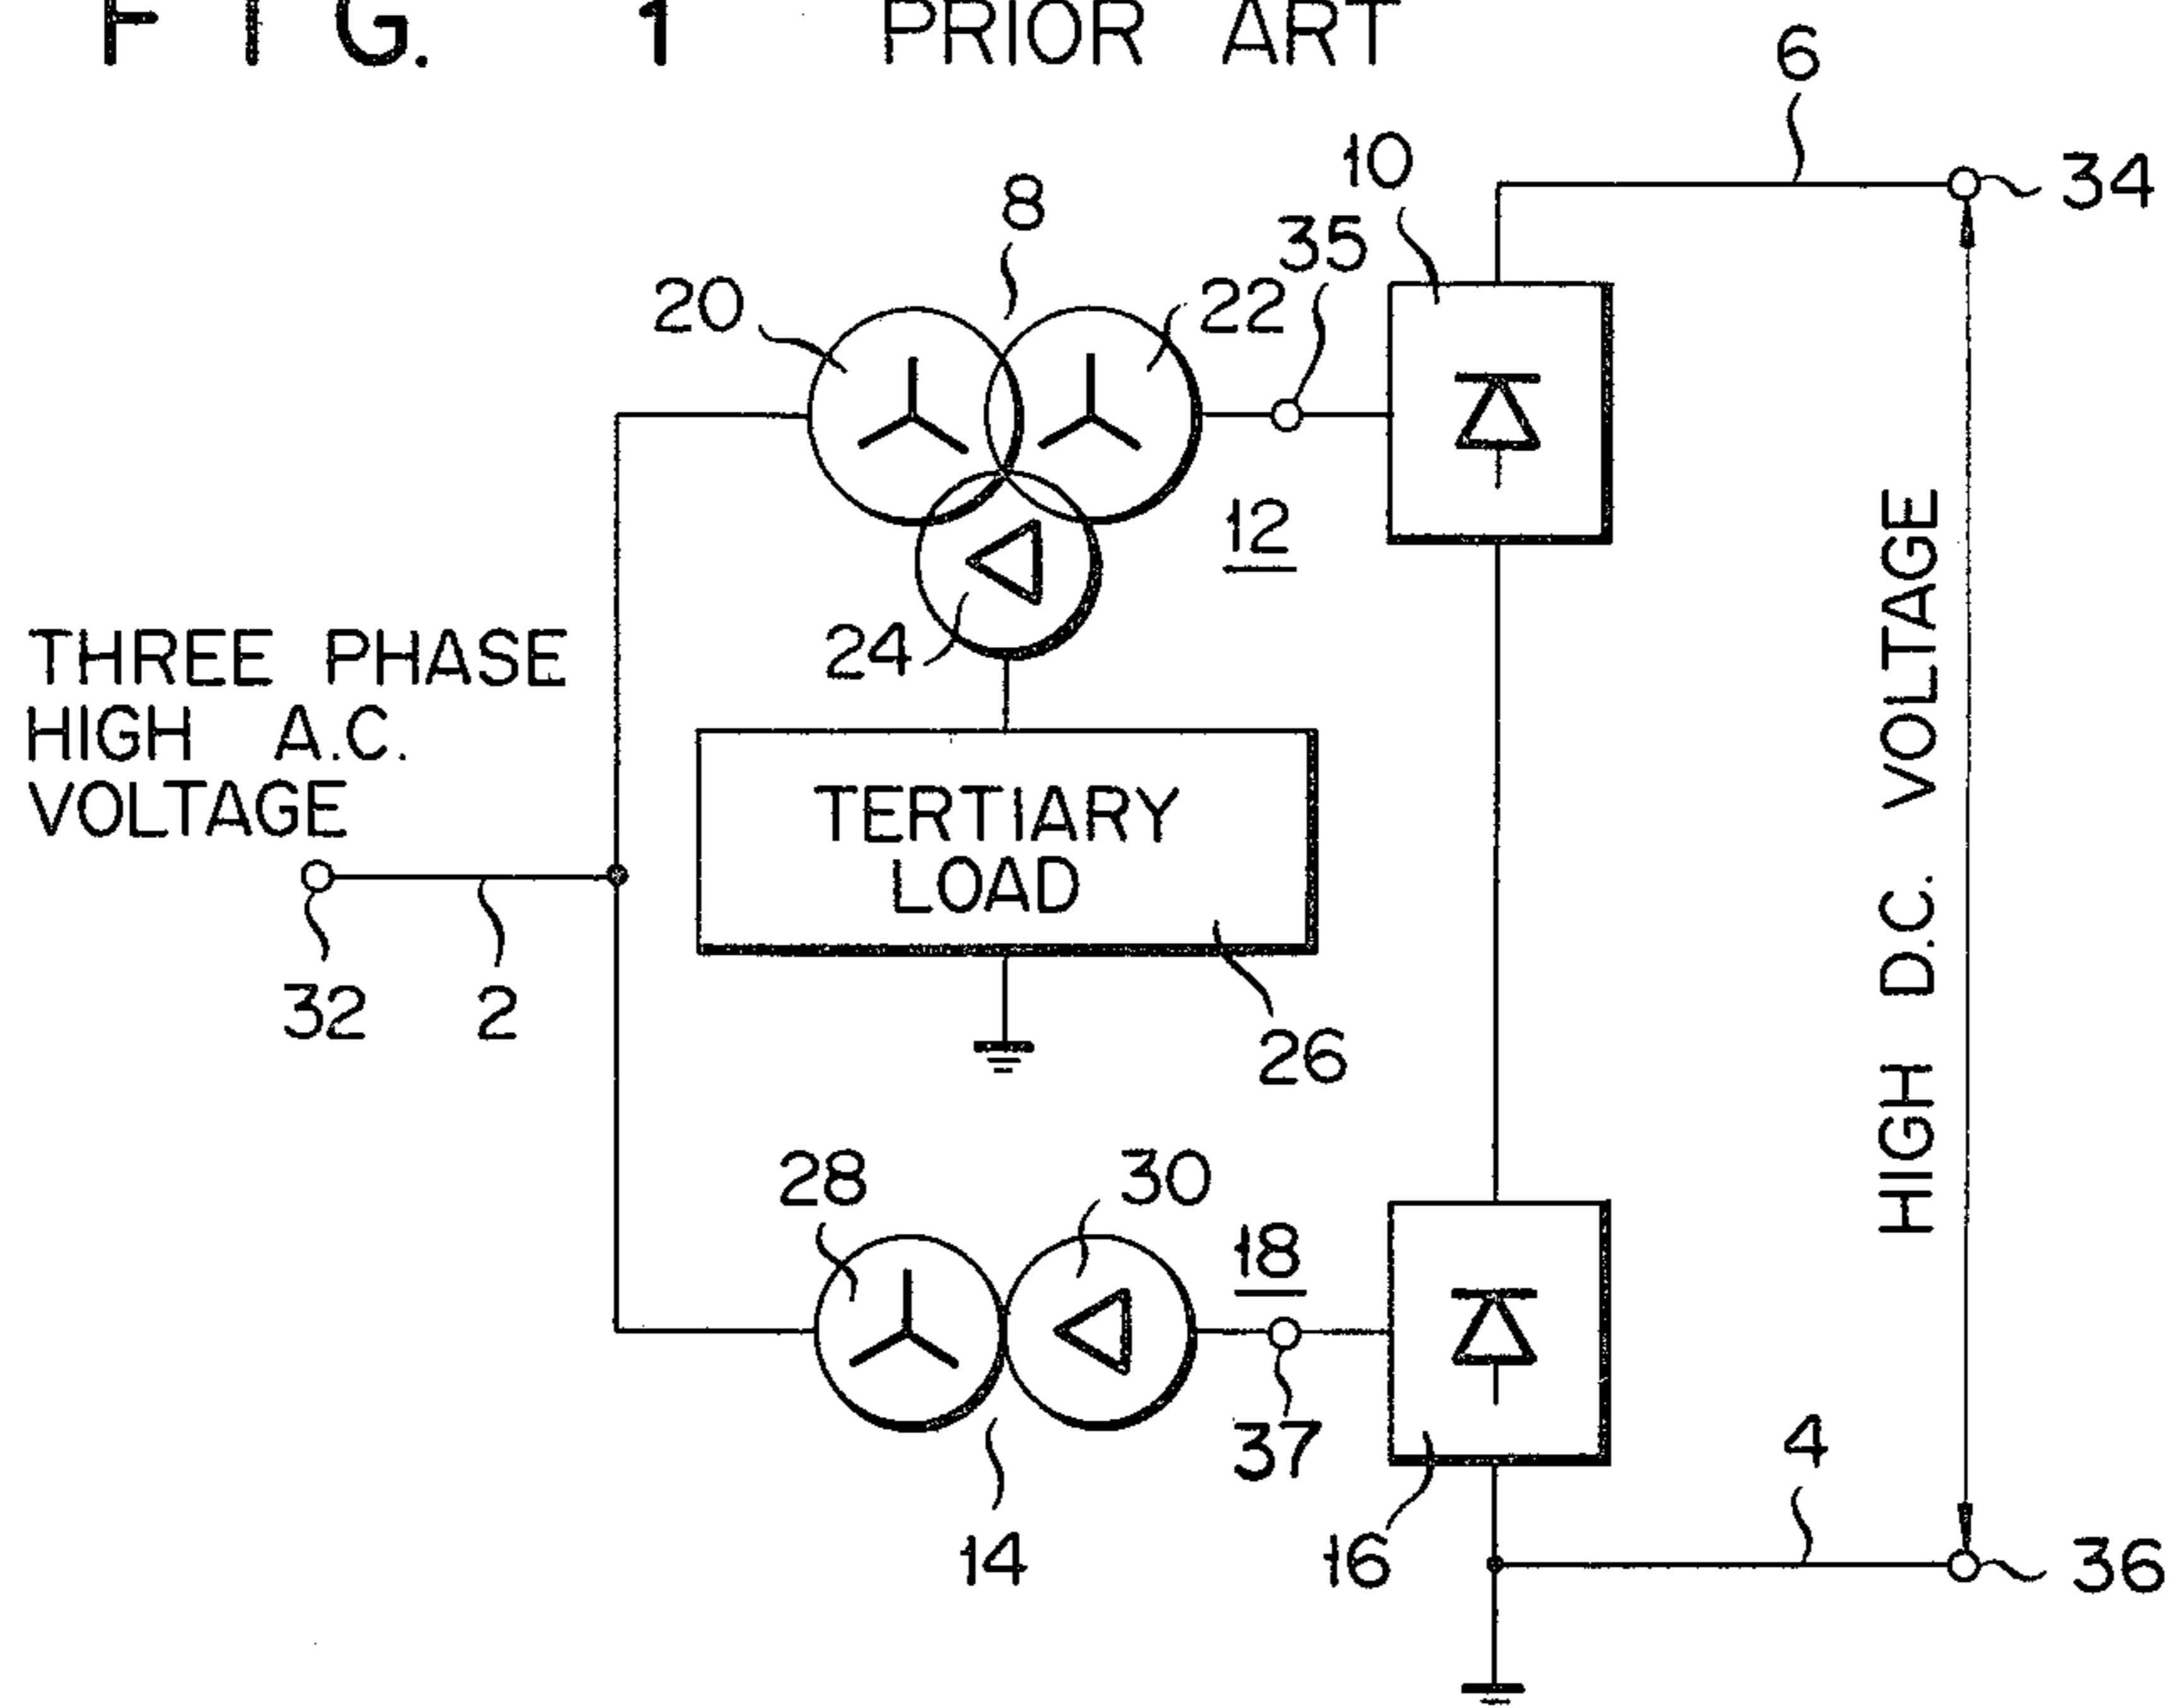 FIG. 1 PRIOR ART
6
10
34
8
35
20
22
12
24
THREE PHASE
HIGH A.C.
VOLTAGE
TERTIARY
LOAD
HIGH D.C. VOLTAGE
32
2
26
28
30
18
37
4
14
16
36